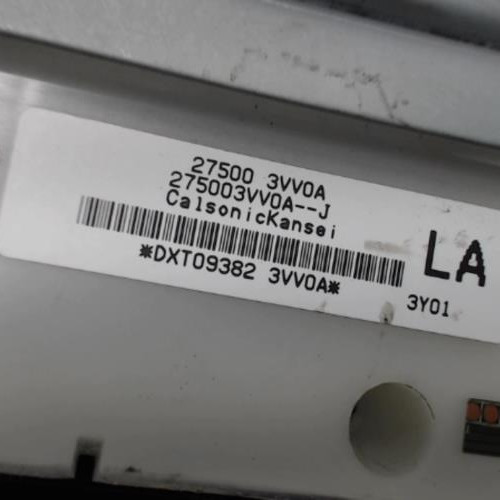 27500 3VV0A
275003VV0A--J
CalsonicKansei
LA
*DXT09382 3VV0A*
3Y01